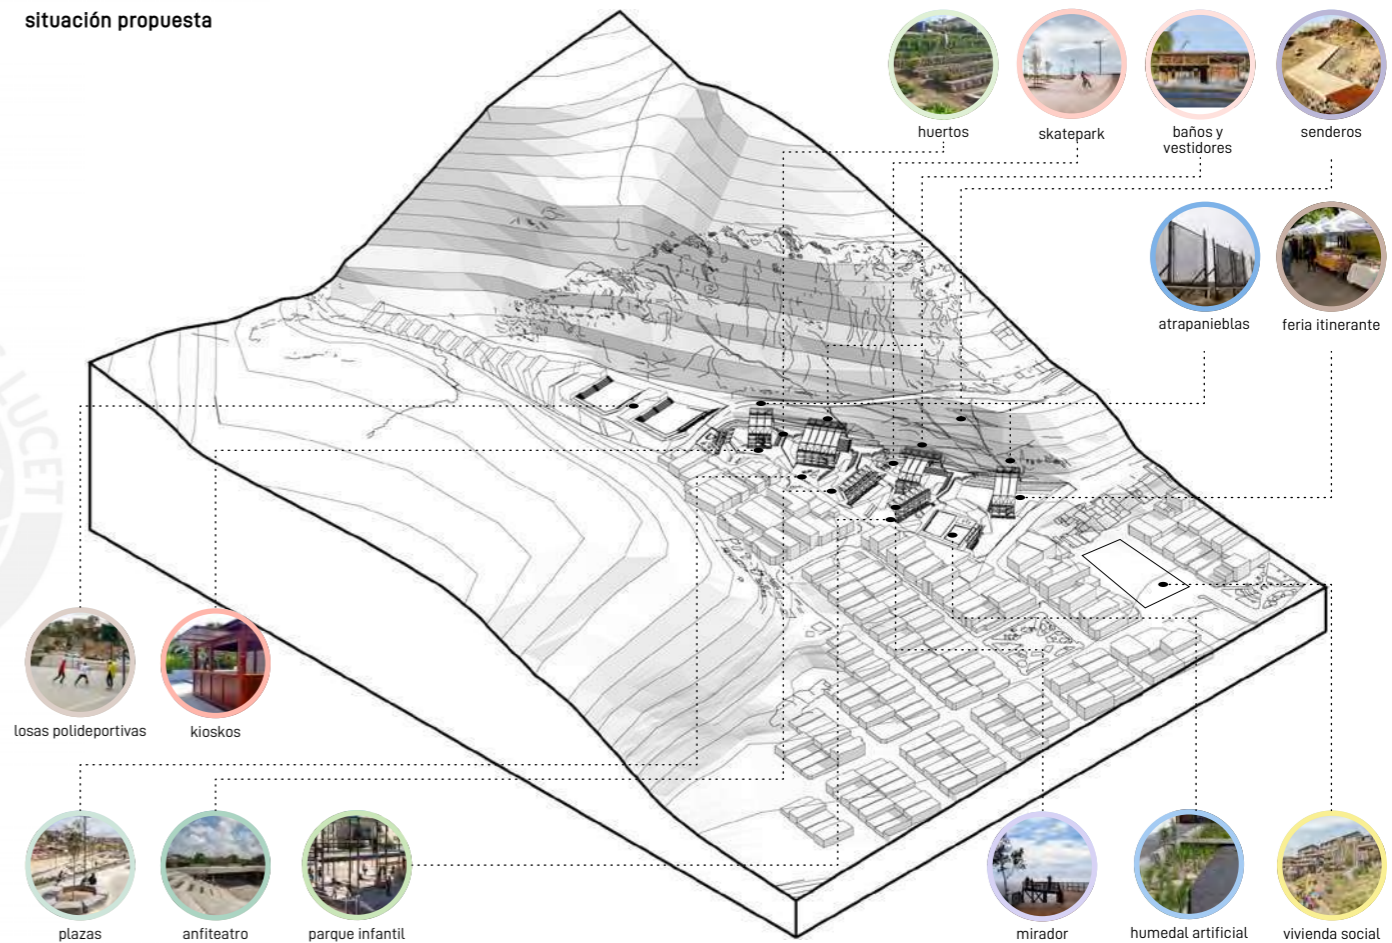 situación propuesta
huertos
skatepark
baños y
vestidores
senderos
atrapanieblas
feria itinerante
LUCET
losas polideportivas
kioskos
plazas
anfiteatro
parque infantil
mirador
humedal artificial
vivienda social